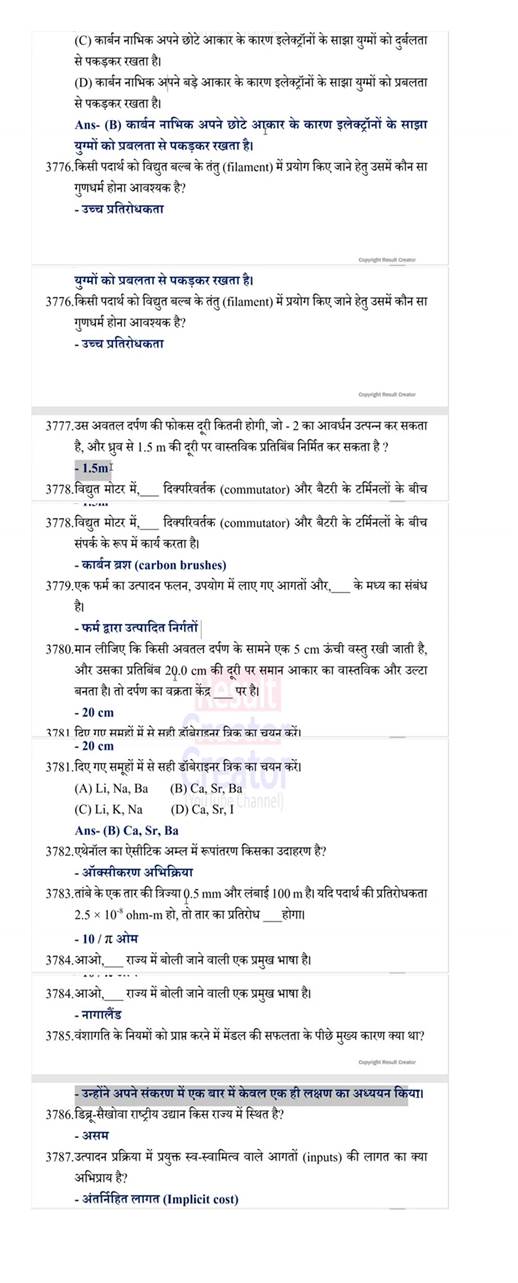 (C) कार्बन नाभिक अपने छोटे आकार के कारण इलेक्ट्रॉनों के साझा युग्मों को दुर्बलता
से पकड़कर रखता है।
(D) कार्बन नाभिक अपने बड़े आकार के कारण इलेक्ट्रॉनों के साझा युग्मों को प्रबलता
से पकड़कर रखता है।
Ans- (B) कार्बन नाभिक अपने छोटे आकार के कारण इलेक्ट्रॉनों के साझा
युग्मों को प्रबलता से पकड़कर रखता है।
3776.किसी पदार्थ को विद्युत बल्ब के तंतु (filament) में प्रयोग किए जाने हेतु उसमें कौन सा
गुणधर्म होना आवश्यक है?
- उच्च प्रतिरोधकता
Copyright Result Creator
युग्मों को प्रबलता से पकड़कर रखता है।
3776.किसी पदार्थ को विद्युत बल्ब के तंतु (filament) में प्रयोग किए जाने हेतु उसमें कौन सा
गुणधर्म होना आवश्यक है?
- उच्च प्रतिरोधकता
Copyright Result Creator
3777.उस अवतल दर्पण की फोकस दूरी कितनी होगी, जो - 2 का आवर्धन उत्पन्न कर सकता
है, और ध्रुव से 1.5 m की दूरी पर वास्तविक प्रतिबिंब निर्मित कर सकता है ?
- 1.5m
3778.विद्युत मोटर में,____ दिक्परिवर्तक (commutator) और बैटरी के टर्मिनलों के बीच
3778.विद्युत मोटर में,____ दिक्परिवर्तक (commutator) और बैटरी के टर्मिनलों के बीच
संपर्क के रूप में कार्य करता है।
- कार्बन ब्रश (carbon brushes)
3779.एक फर्म का उत्पादन फलन, उपयोग में लाए गए आगतों और,____ के मध्य का संबंध
है।
- फर्म द्वारा उत्पादित निर्गतों
3780.मान लीजिए कि किसी अवतल दर्पण के सामने एक 5 cm ऊंची वस्तु रखी जाती है,
और उसका प्रतिबिंब 20.0 cm की दूरी पर समान आकार का वास्तविक और उल्टा
बनता है। तो दर्पण का वक्रता केंद्र ____ पर है।
- 20 cm
3781.दिए गए समूहों में से सही डॉबेराइनर त्रिक का चयन करें।
- 20 cm
3781.दिए गए समूहों में से सही डॉबेराइनर त्रिक का चयन करें।
(A) Li, Na, Ba (B) Ca, Sr, Ba
(C) Li, K, Na (D) Ca, Sr, I
Ans- (B) Ca, Sr, Ba
Result
Creator
Creator
(YouTube Channel)
3782.एथेनॉल का ऐसीटिक अम्ल में रूपांतरण किसका उदाहरण है?
- ऑक्सीकरण अभिक्रिया
3783.तांबे के एक तार की त्रिज्या 0.5 mm और लंबाई 100 m है। यदि पदार्थ की प्रतिरोधकता
2.5 × 10⁻⁸ ohm-m हो, तो तार का प्रतिरोध ____होगा।
- 10 / π ओम
3784.आओ,____ राज्य में बोली जाने वाली एक प्रमुख भाषा है।
3784.आओ,____ राज्य में बोली जाने वाली एक प्रमुख भाषा है।
- नागालैंड
3785.वंशागति के नियमों को प्राप्त करने में मेंडल की सफलता के पीछे मुख्य कारण क्या था?
Copyright Result Creator
- उन्होंने अपने संकरण में एक बार में केवल एक ही लक्षण का अध्ययन किया।
3786.डिब्रू-सैखोवा राष्ट्रीय उद्यान किस राज्य में स्थित है?
- असम
3787.उत्पादन प्रक्रिया में प्रयुक्त स्व-स्वामित्व वाले आगतों (inputs) की लागत का क्या
अभिप्राय है?
- अंतर्निहित लागत (Implicit cost)